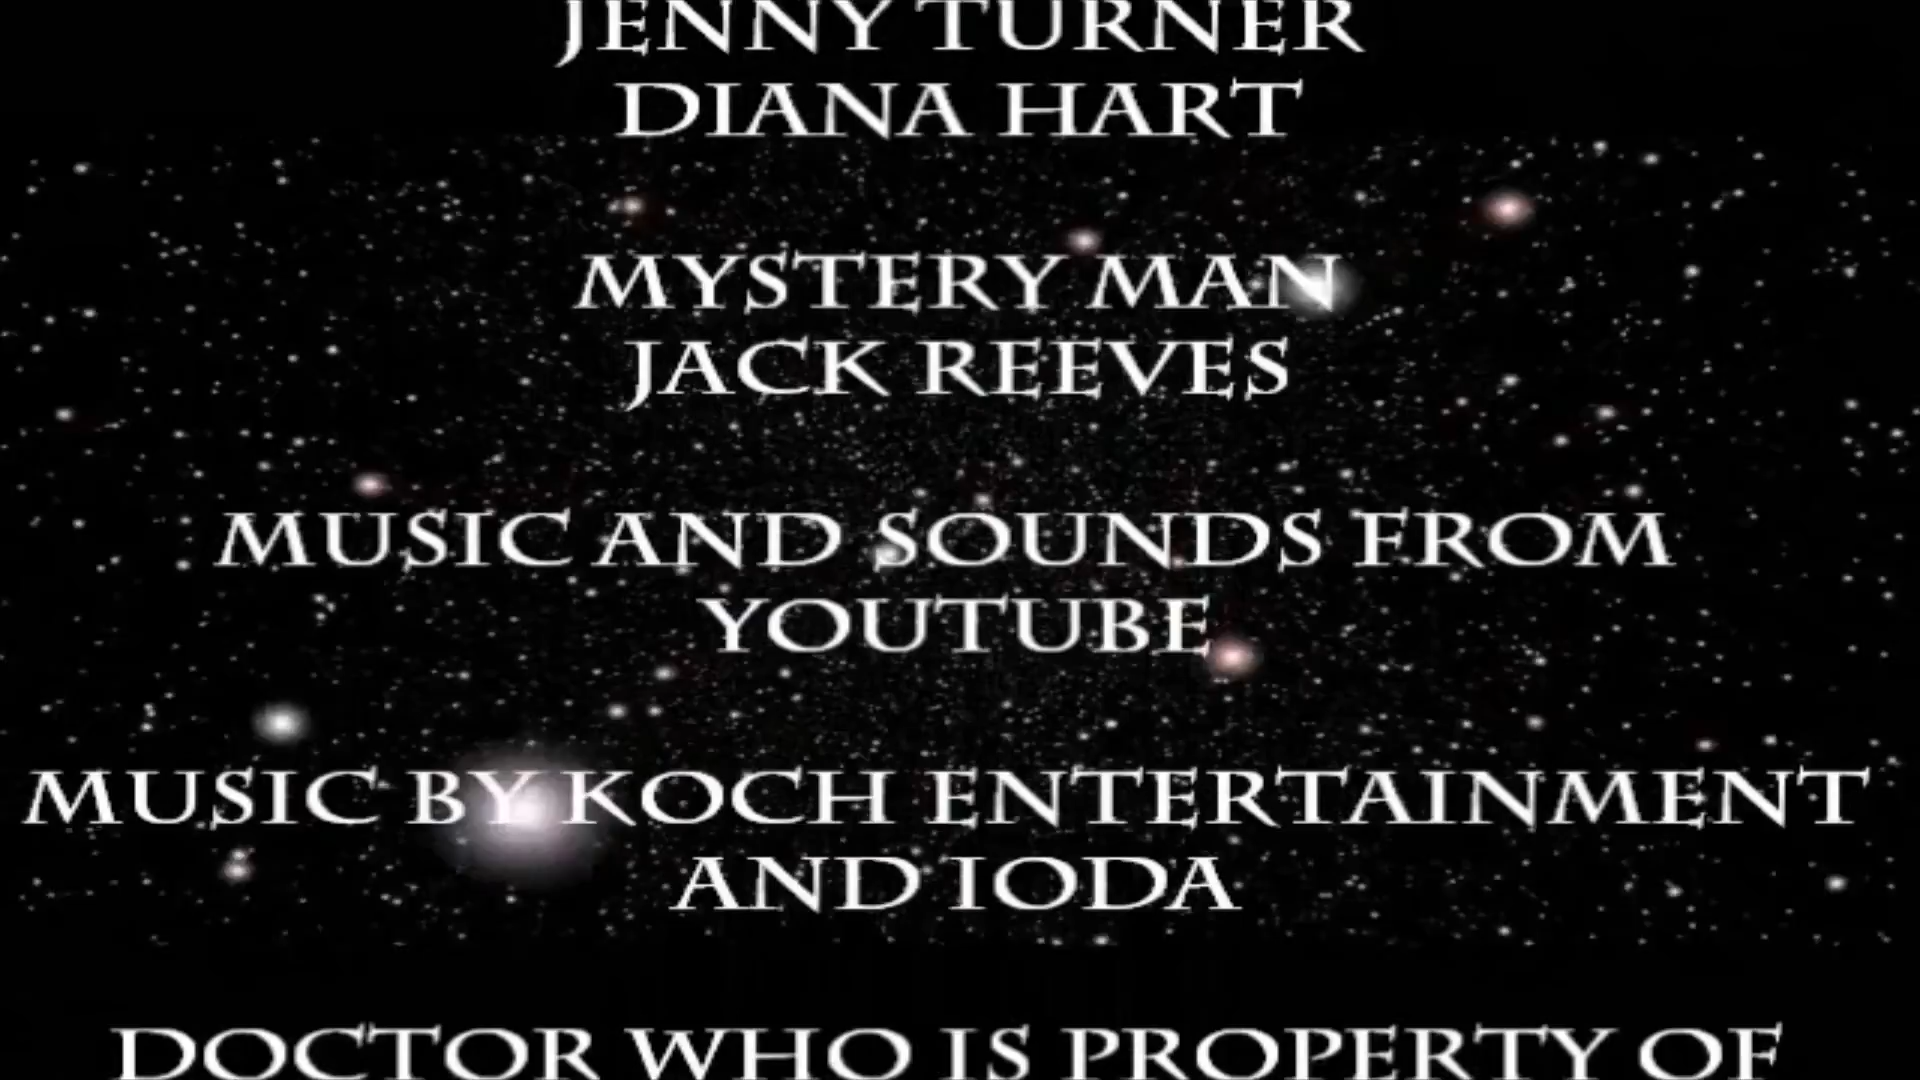 JENNY TURNER
DIANA HART
MYSTERY MAN
JACK REEVES
MUSIC AND SOUNDS FROM
YOUTUBE
MUSIC BY KOCH ENTERTAINMENT
AND IODA
DOCTOR WHO IS PROPERTY OF